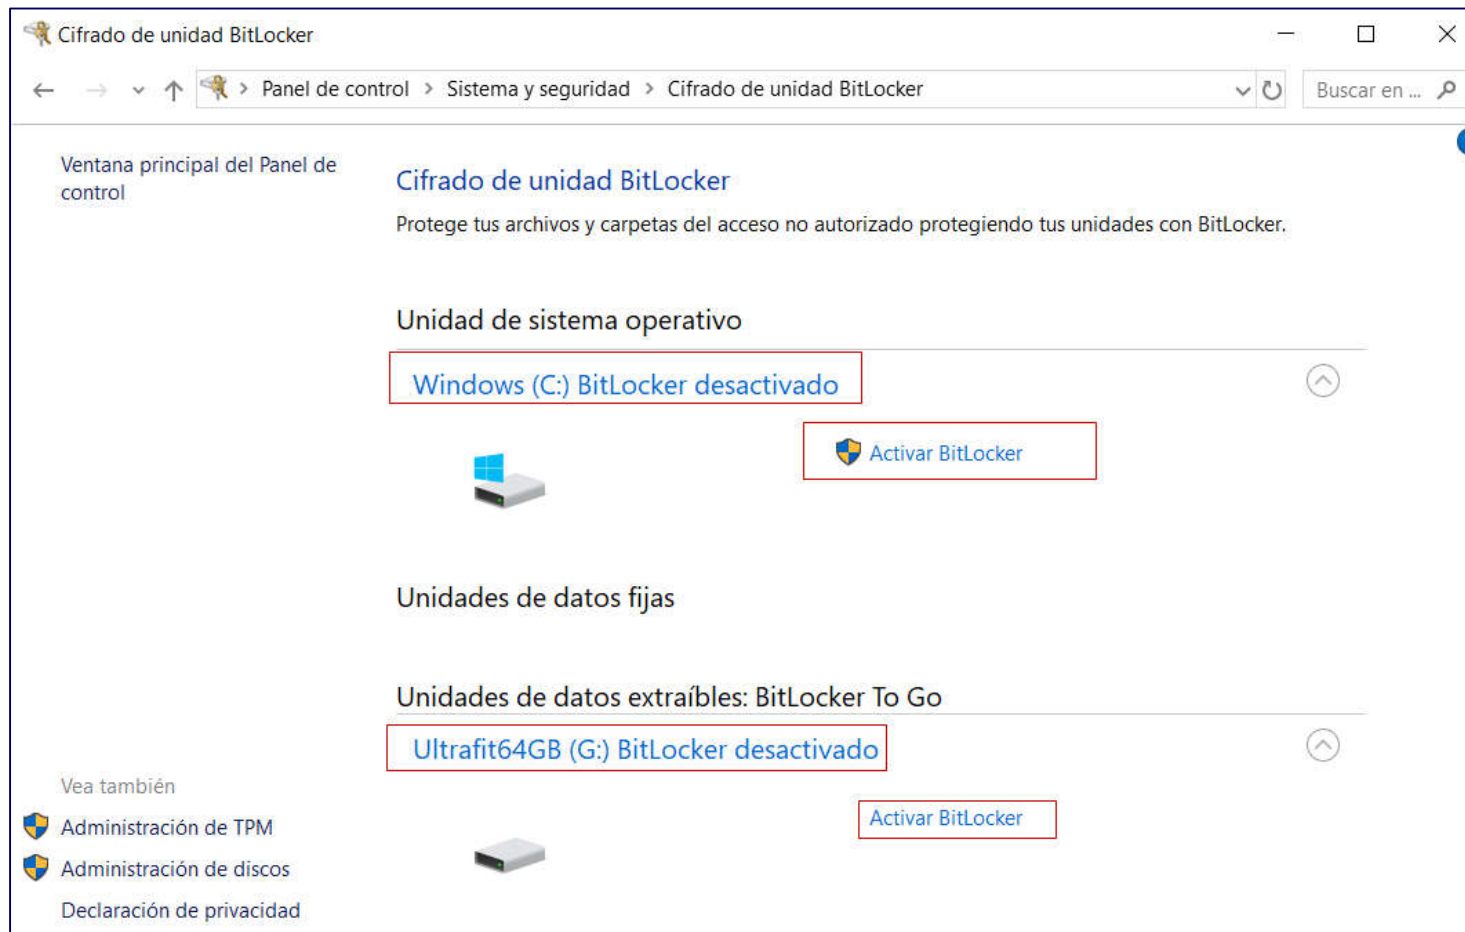 Cifrado de unidad BitLocker
Panel de control > Sistema y seguridad > Cifrado de unidad BitLocker
Buscar en ...
Ventana principal del Panel de
control
Cifrado de unidad BitLocker
Protege tus archivos y carpetas del acceso no autorizado protegiendo tus unidades con BitLocker.
Unidad de sistema operativo
Windows (C:) BitLocker desactivado
Activar BitLocker
Unidades de datos fijas
Unidades de datos extraíbles: BitLocker To Go
Ultrafit64GB (G:) BitLocker desactivado
Activar BitLocker
Vea también
Administración de TPM
Administración de discos
Declaración de privacidad